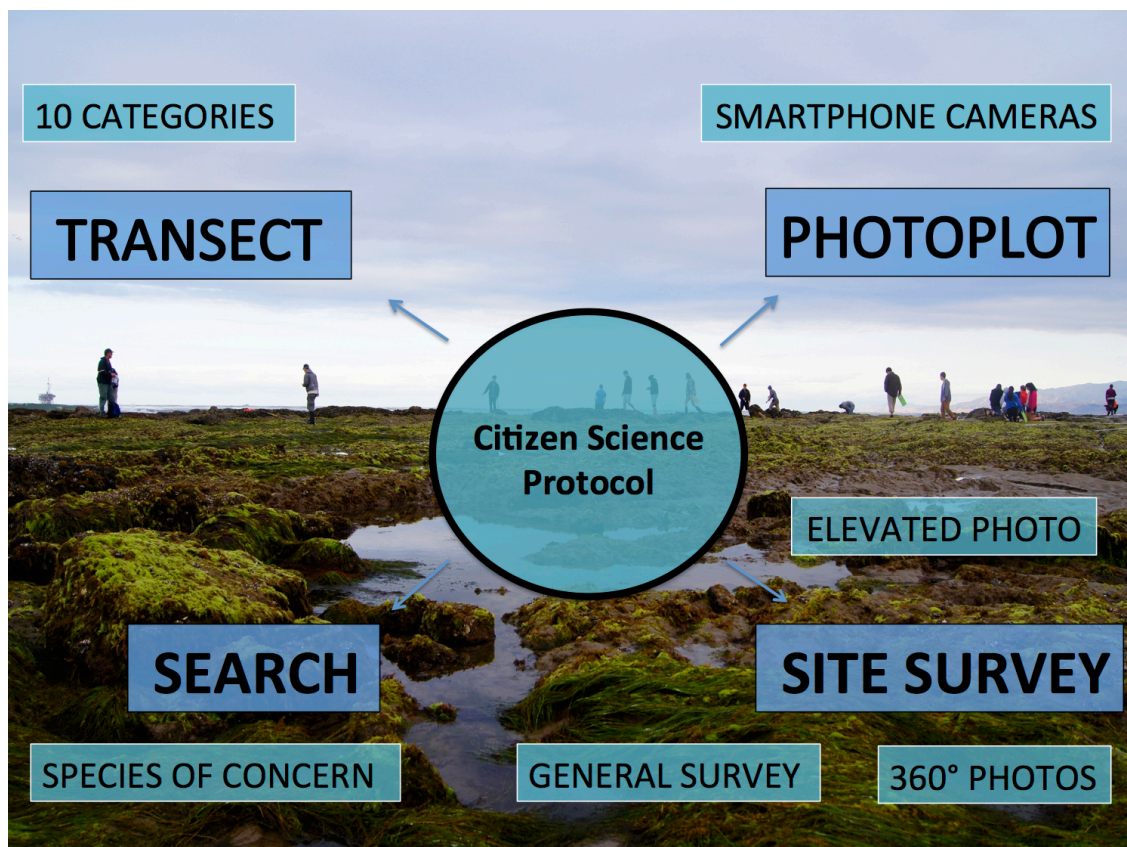 10 CATEGORIES
SMARTPHONE CAMERAS
TRANSECT
PHOTOPLOT
Citizen Science
Protocol
ELEVATED PHOTO
SEARCH
SITE SURVEY
SPECIES OF CONCERN
GENERAL SURVEY
360° PHOTOS